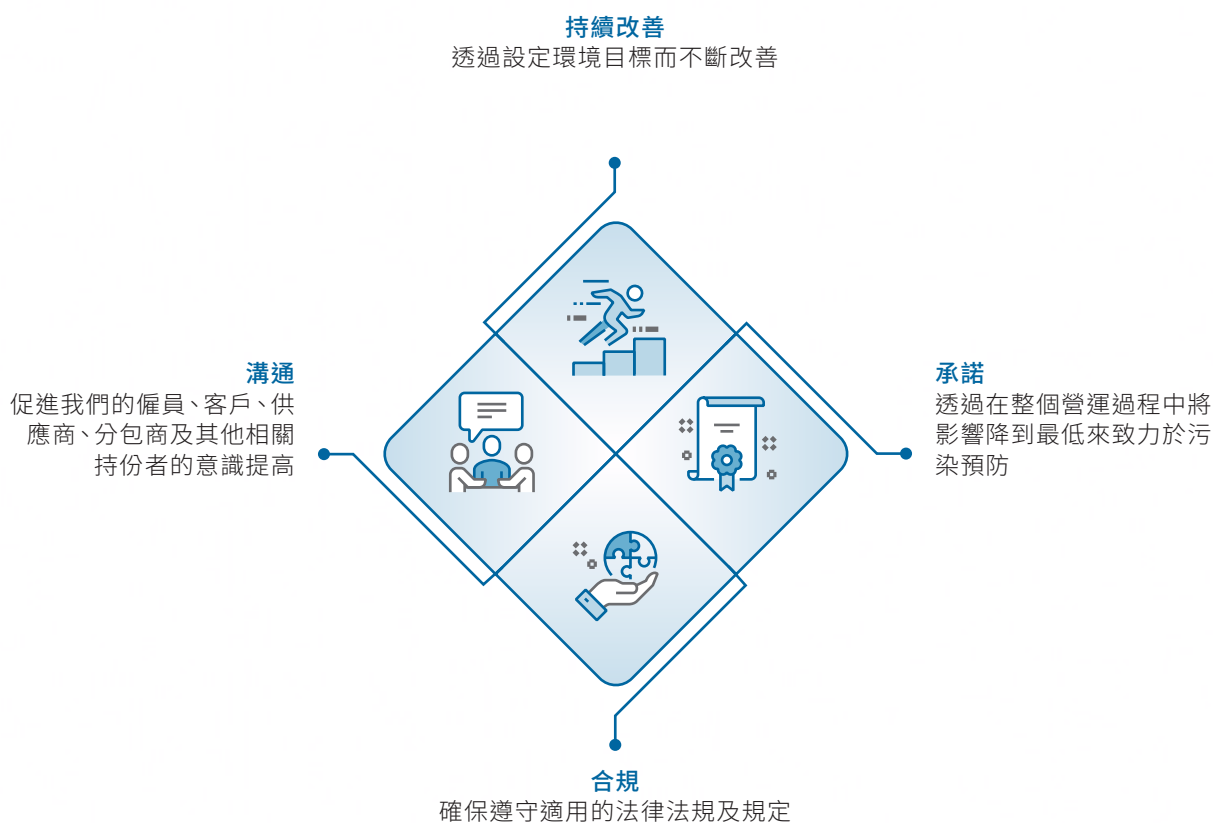 持續改善
透過設定環境目標而不斷改善
溝通
促進我們的僱員、客戶、供
應商、分包商及其他相關
持份者的意識提高
承諾
透過在整個營運過程中將
影響降到最低來致力於污
染預防
合規
確保遵守適用的法律法規及規定